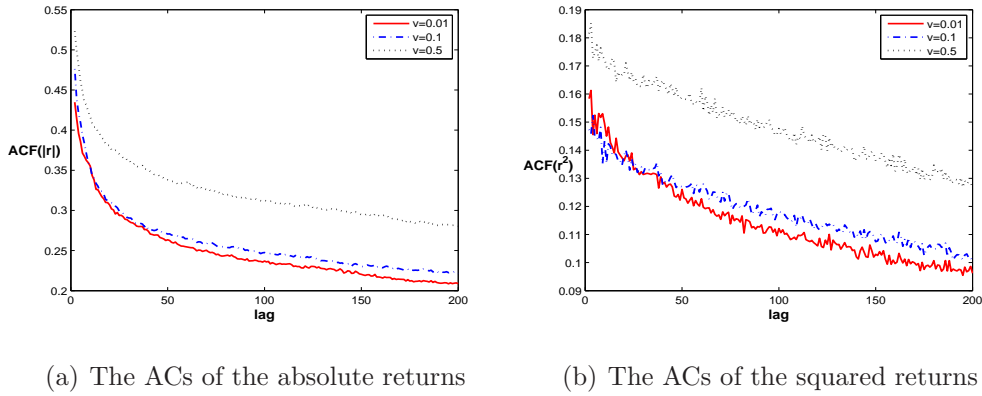 0.55
0.5
0.45
0.4
0.35
0.3
0.25
0.2
ACF(|r|)
0
50
100
150
200
lag
v=0.01
v=0.1
v=0.5
(a) The ACs of the absolute returns
0.19
0.18
0.17
0.16
0.15
0.14
0.13
0.12
0.11
0.1
0.09
ACF(r²)
0
50
100
150
200
lag
v=0.01
v=0.1
v=0.5
(b) The ACs of the squared returns